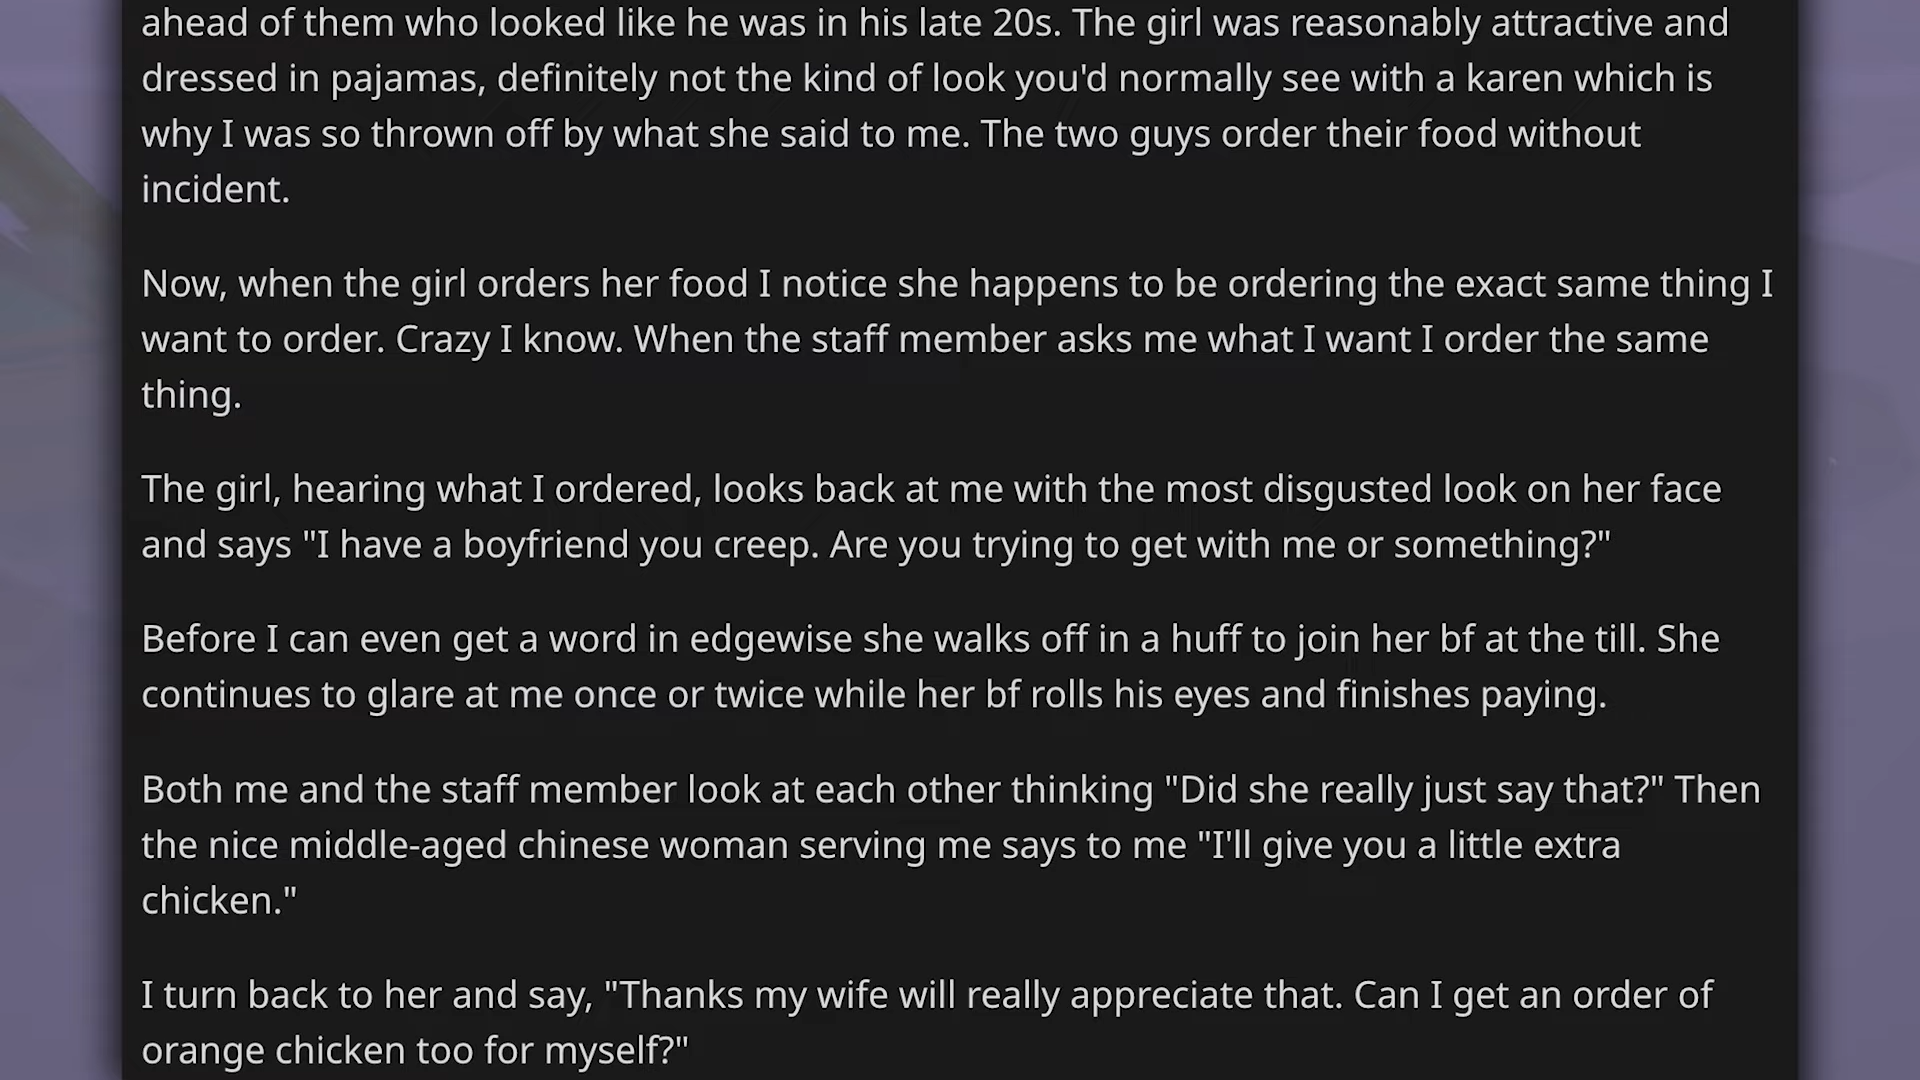 ahead of them who looked like he was in his late 20s. The girl was reasonably attractive and
dressed in pajamas, definitely not the kind of look you'd normally see with a karen which is
why I was so thrown off by what she said to me. The two guys order their food without
incident.
Now, when the girl orders her food I notice she happens to be ordering the exact same thing I
want to order. Crazy I know. When the staff member asks me what I want I order the same
thing.
The girl, hearing what I ordered, looks back at me with the most disgusted look on her face
and says "I have a boyfriend you creep. Are you trying to get with me or something?"
Before I can even get a word in edgewise she walks off in a huff to join her bf at the till. She
continues to glare at me once or twice while her bf rolls his eyes and finishes paying.
Both me and the staff member look at each other thinking "Did she really just say that?" Then
the nice middle-aged chinese woman serving me says to me "I'll give you a little extra
chicken."
I turn back to her and say, "Thanks my wife will really appreciate that. Can I get an order of
orange chicken too for myself?"